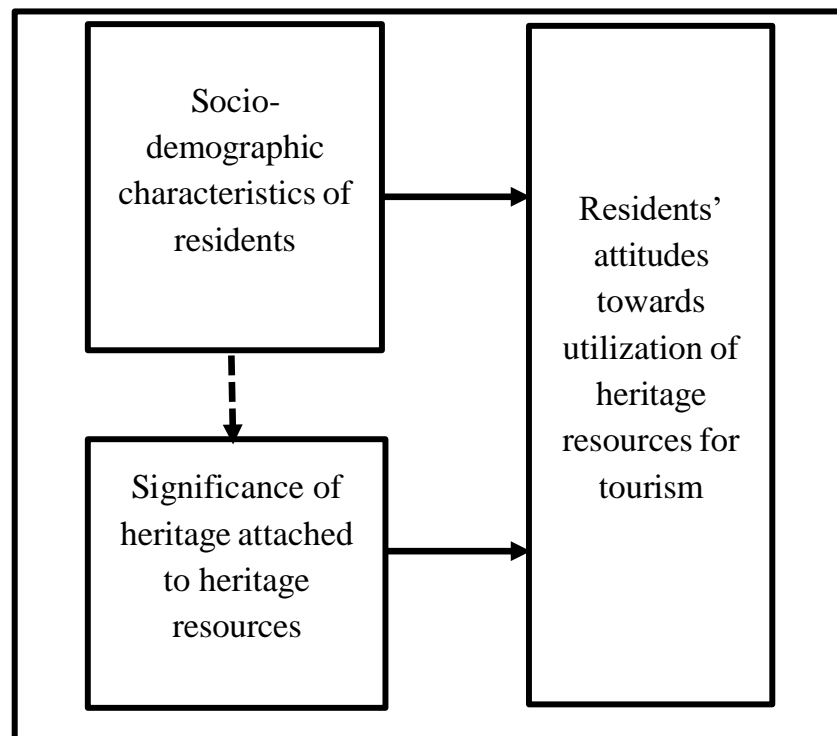 Socio-
demographic
characteristics of
residents
Significance of
heritage attached
to heritage
resources
Residents’
attitudes
towards
utilization of
heritage
resources for
tourism